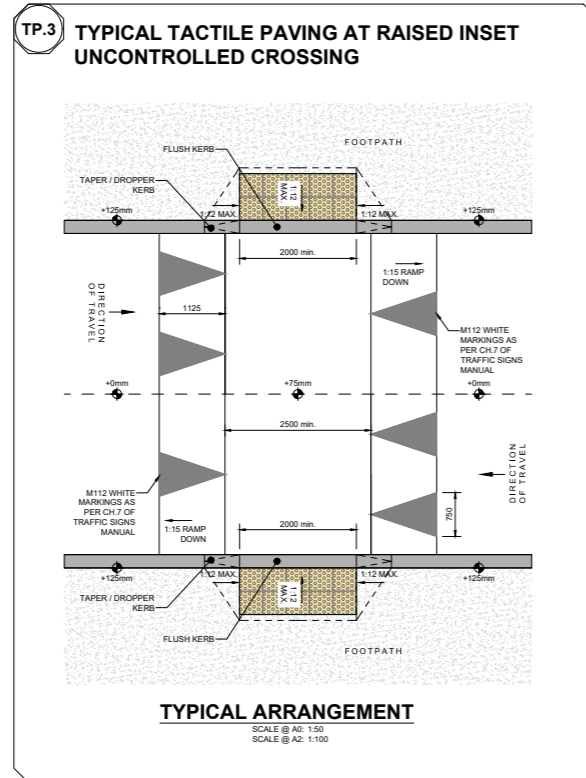 TP.3
TYPICAL TACTILE PAVING AT RAISED INSET
UNCONTROLLED CROSSING
FLUSH KERB
FOOTPATH
TAPER / DROPPER
KERB
1:12
MAX.
+125mm
1:12 MAX.
1:12 MAX.
+125mm
2000 min.
1:15 RAMP
DOWN
DIRECTION
OF TRAVEL
1125
M112 WHITE
MARKINGS AS
PER CH.7 OF
TRAFFIC SIGNS
MANUAL
+0mm
+75mm
+0mm
2500 min.
DIRECTION
OF TRAVEL
M112 WHITE
MARKINGS AS
PER CH.7 OF
TRAFFIC SIGNS
MANUAL
750
1:15 RAMP
DOWN
2000 min.
+125mm
1:12 MAX.
1:12 MAX.
+125mm
1:12
MAX.
TAPER / DROPPER
KERB
FLUSH KERB
FOOTPATH
TYPICAL ARRANGEMENT
SCALE @ A0: 1:50
SCALE @ A2: 1:100